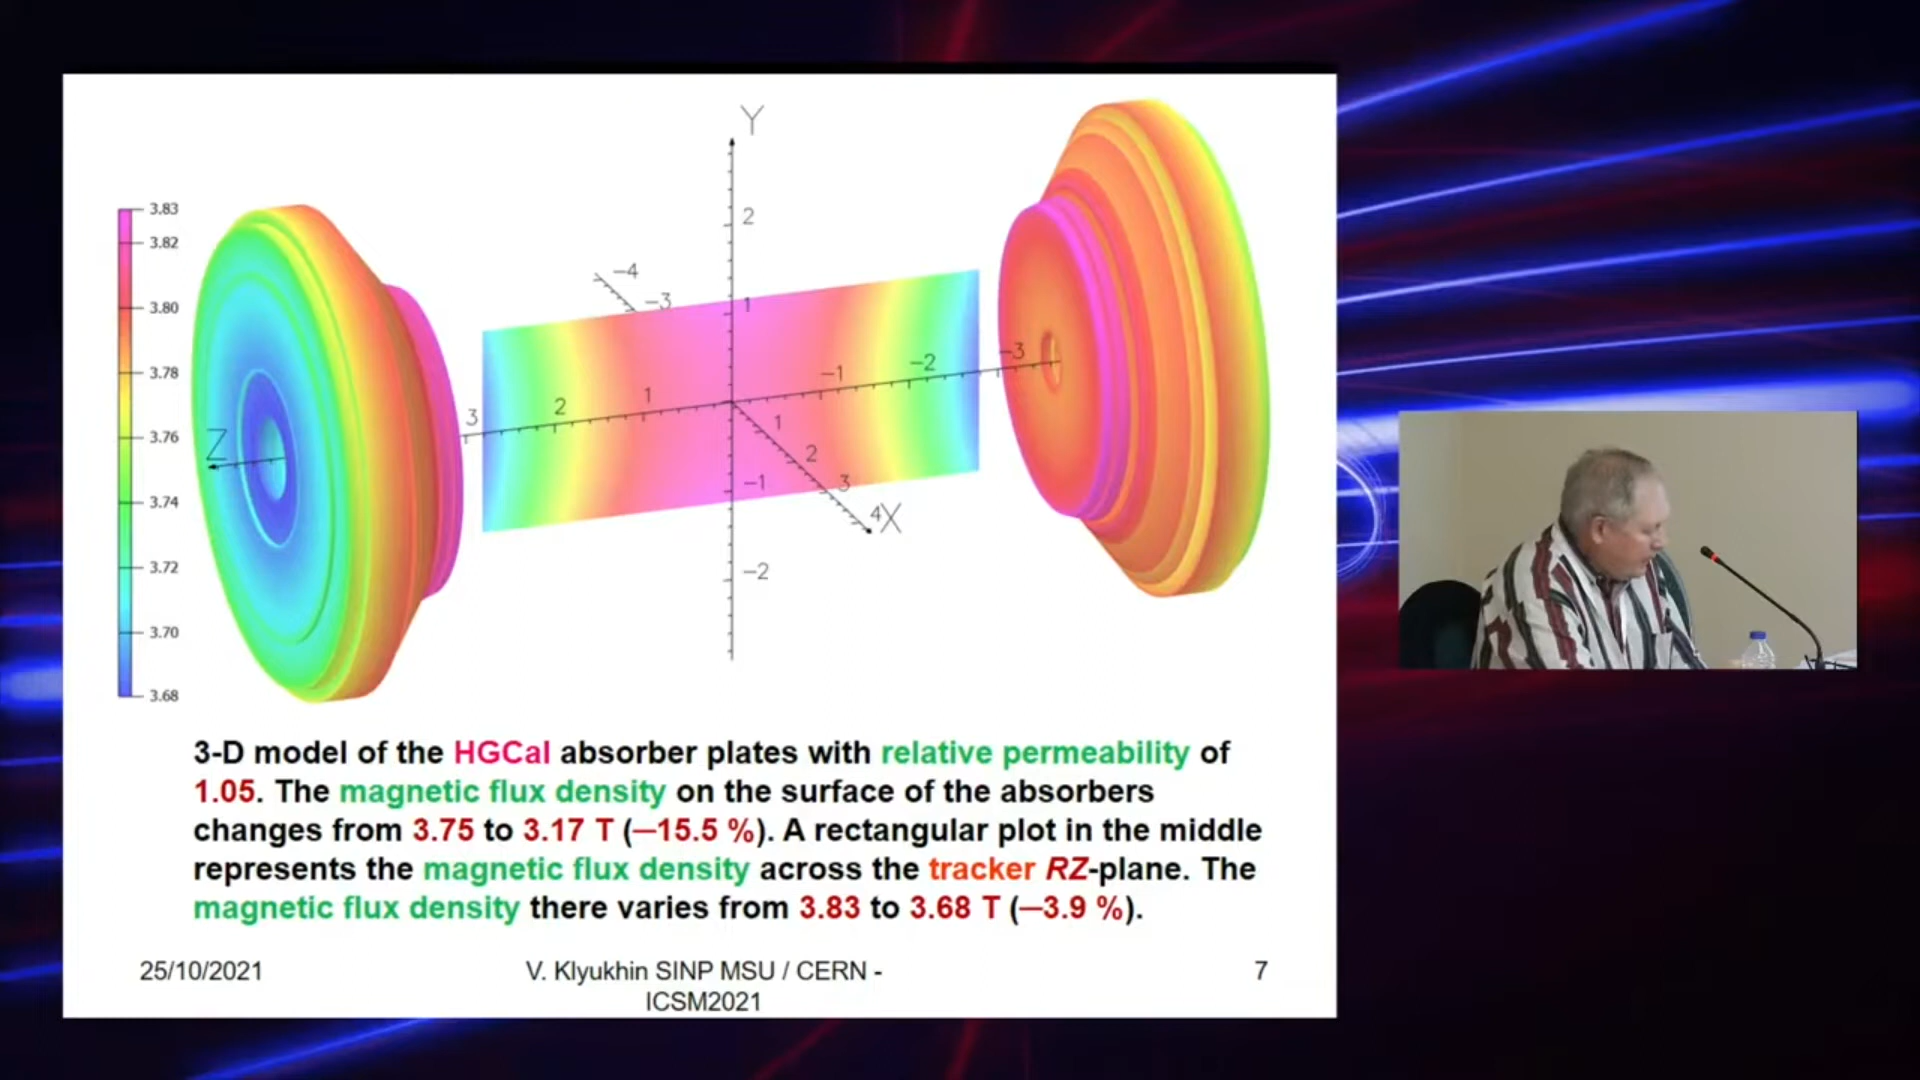 Y
3.83
3.82
3.80
3.78
3.76
3.74
3.72
3.70
3.68
2
1
−1
−2
−4
−3
Z
3
2
1
−1
−2
−3
1
2
3
4
X
3-D model of the HGCal absorber plates with relative permeability of
1.05. The magnetic flux density on the surface of the absorbers
changes from 3.75 to 3.17 T (—15.5 %). A rectangular plot in the middle
represents the magnetic flux density across the tracker RZ-plane. The
magnetic flux density there varies from 3.83 to 3.68 T (—3.9 %).
25/10/2021
V. Klyukhin SINP MSU / CERN -
ICSM2021
7